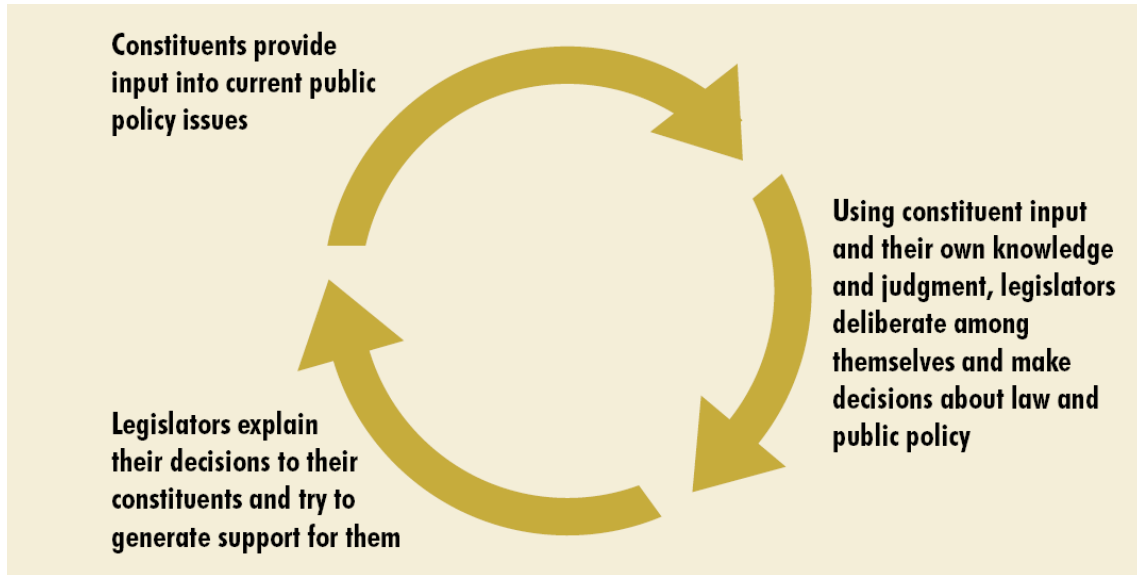 Constituents provide
input into current public
policy issues
Using constituent input
and their own knowledge
and judgment, legislators
deliberate among
themselves and make
decisions about law and
public policy
Legislators explain
their decisions to their
constituents and try to
generate support for them